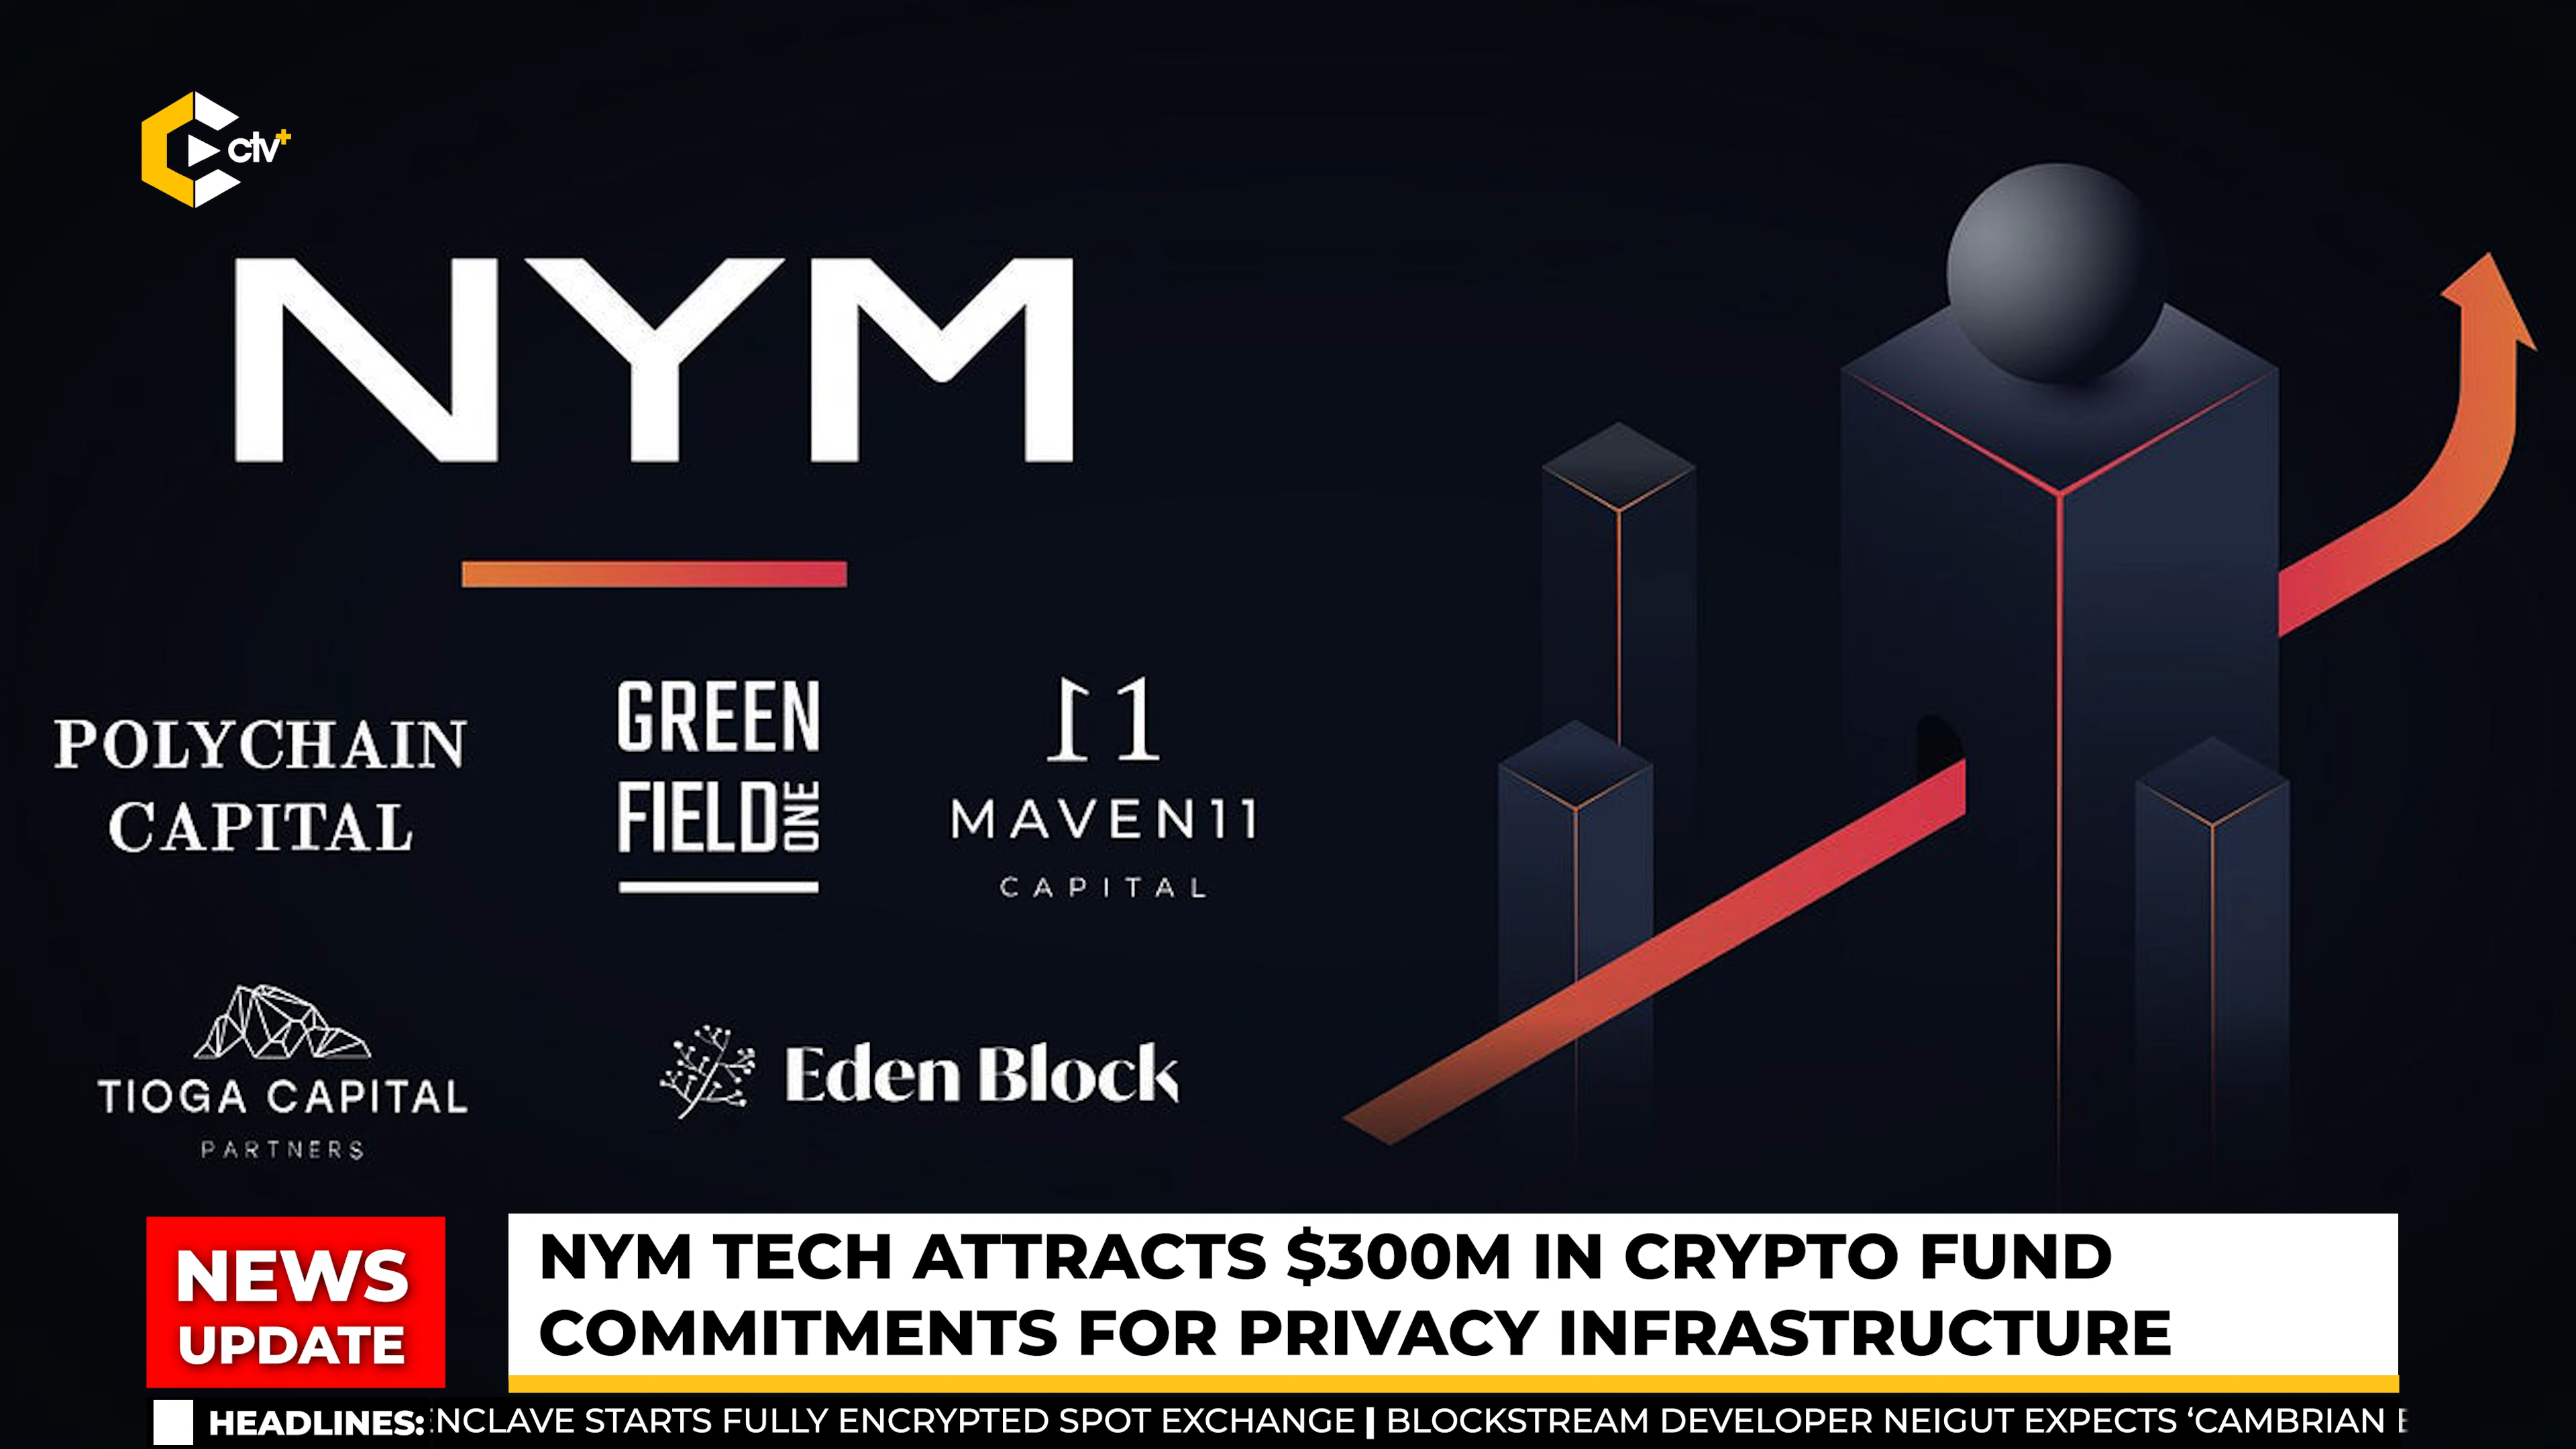 ctv+
NYM
POLYCHAIN
CAPITAL
GREEN
FIELD ONE
11
MAVEN11
CAPITAL
TIOGA CAPITAL
PARTNERS
Eden Block
NEWS
UPDATE
NYM TECH ATTRACTS $300M IN CRYPTO FUND
COMMITMENTS FOR PRIVACY INFRASTRUCTURE
HEADLINES: NCLAVE STARTS FULLY ENCRYPTED SPOT EXCHANGE | BLOCKSTREAM DEVELOPER NEIGUT EXPECTS ‘CAMBRIAN